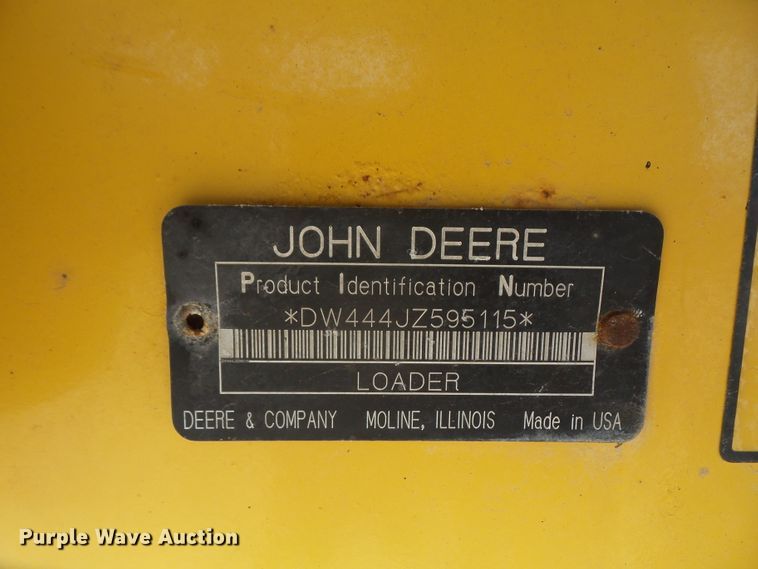 JOHN DEERE
Product Identification Number
*DW444JZ595115*
LOADER
DEERE & COMPANY MOLINE, ILLINOIS Made in USA
Purple Wave Auction